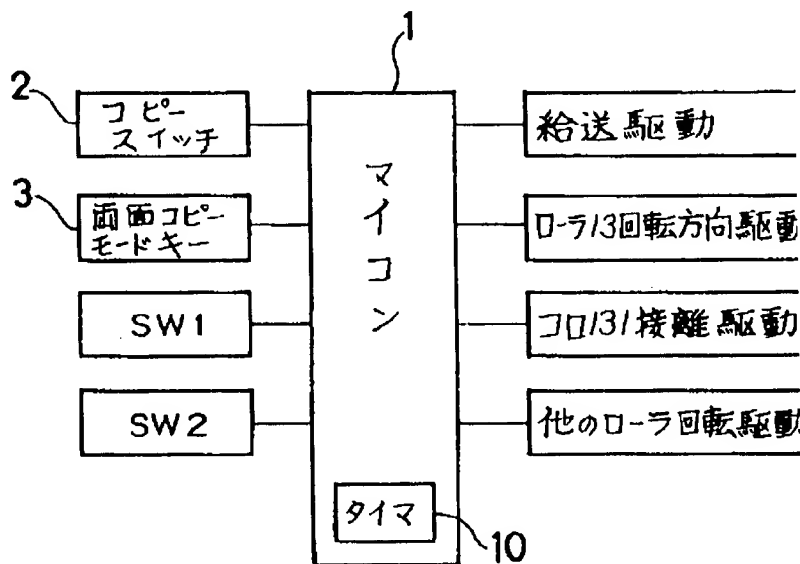 1
2
コピー
スイッチ
給送駆動
3
両面コピー
モードキー
ローラ13回転方向駆動
SW1
コロ131接離駆動
SW2
他のローラ回転駆動
マイコン
タイマ
10